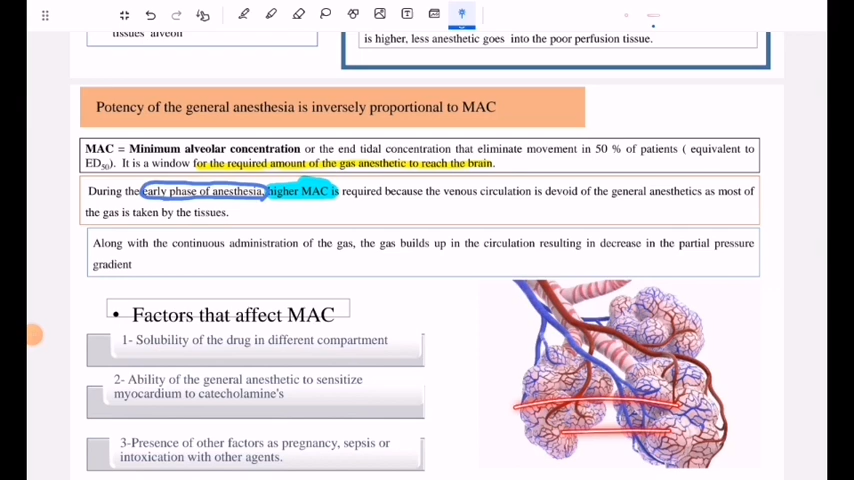 tissues alveoli
is higher, less anesthetic goes into the poor perfusion tissue.
Potency of the general anesthesia is inversely proportional to MAC
MAC = Minimum alveolar concentration or the end tidal concentration that eliminate movement in 50 % of patients ( equivalent to
ED50). It is a window for the required amount of the gas anesthetic to reach the brain.
During the early phase of anesthesia, higher MAC is required because the venous circulation is devoid of the general anesthetics as most of
the gas is taken by the tissues.
Along with the continuous administration of the gas, the gas builds up in the circulation resulting in decrease in the partial pressure
gradient
• Factors that affect MAC
1- Solubility of the drug in different compartment
2- Ability of the general anesthetic to sensitize
myocardium to catecholamine's
3-Presence of other factors as pregnancy, sepsis or
intoxication with other agents.